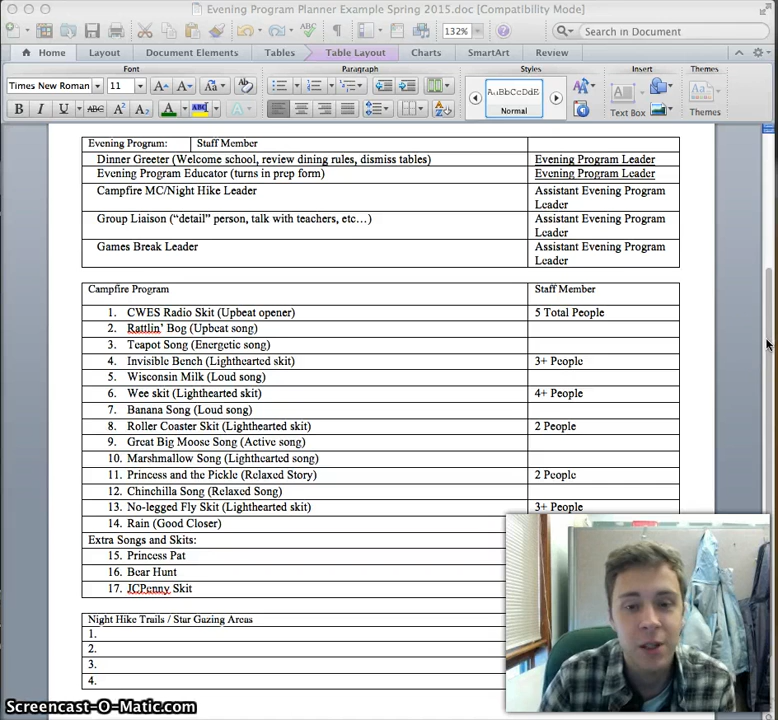 Evening Program Planner Example Spring 2015.doc [Compatibility Mode]
132%
Search in Document
Home Layout Document Elements Tables Table Layout Charts SmartArt Review
Font Paragraph Styles Insert Themes
Times New Roman 11 A A Aa
B I U ABC A² A₂ A ABC A
AaBbCcDdE
Normal
Text Box Themes
Evening Program: Staff Member
Dinner Greeter (Welcome school, review dining rules, dismiss tables) Evening Program Leader
Evening Program Educator (turns in prep form) Evening Program Leader
Campfire MC/Night Hike Leader Assistant Evening Program
Leader
Group Liaison (“detail” person, talk with teachers, etc…) Assistant Evening Program
Leader
Games Break Leader Assistant Evening Program
Leader
Campfire Program Staff Member
1. CWES Radio Skit (Upbeat opener) 5 Total People
2. Rattlin’ Bog (Upbeat song)
3. Teapot Song (Energetic song)
4. Invisible Bench (Lighthearted skit) 3+ People
5. Wisconsin Milk (Loud song)
6. Wee skit (Lighthearted skit) 4+ People
7. Banana Song (Loud song)
8. Roller Coaster Skit (Lighthearted skit) 2 People
9. Great Big Moose Song (Active song)
10. Marshmallow Song (Lighthearted song)
11. Princess and the Pickle (Relaxed Story) 2 People
12. Chinchilla Song (Relaxed Song)
13. No-legged Fly Skit (Lighthearted skit) 3+ People
14. Rain (Good Closer)
Extra Songs and Skits:
15. Princess Pat
16. Bear Hunt
17. JCPenny Skit
Night Hike Trails / Star Gazing Areas
1.
2.
3.
4.
Screencast-O-Matic.com